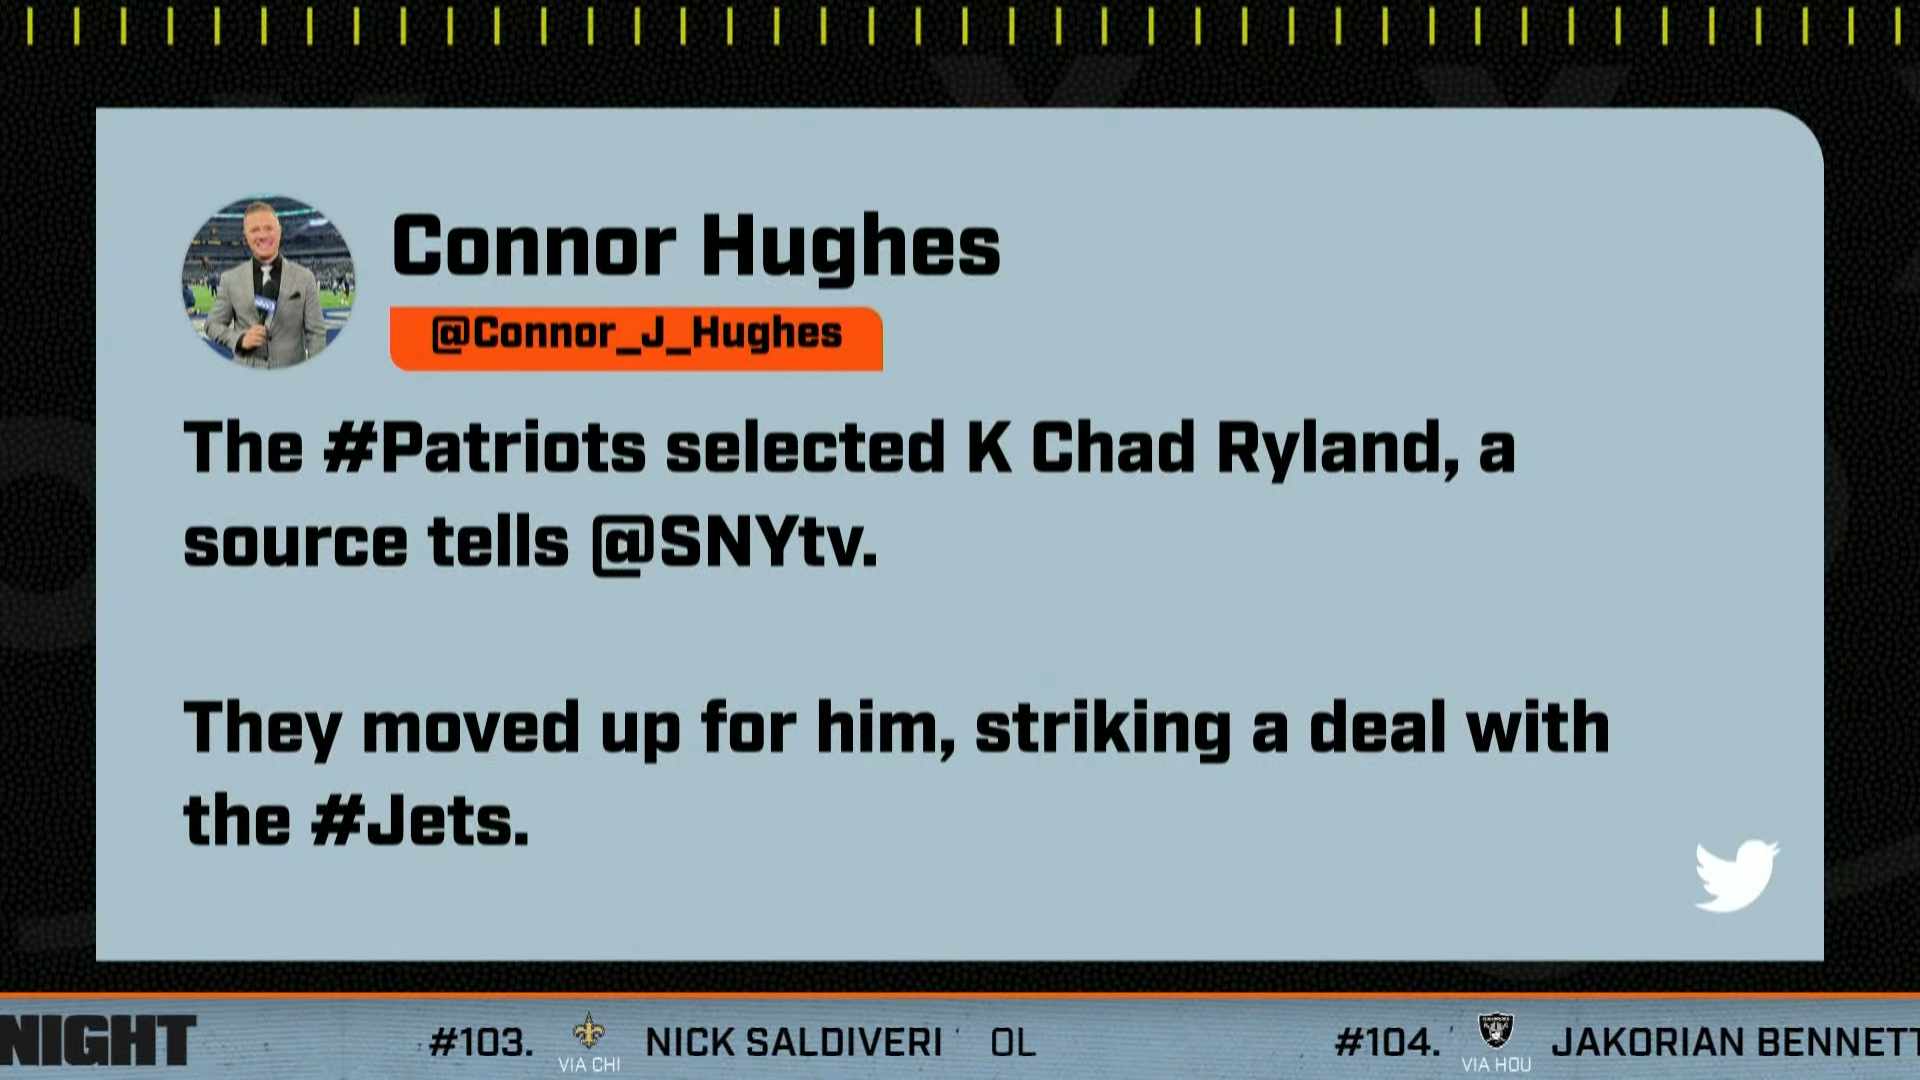 Connor Hughes
@Connor_J_Hughes
The #Patriots selected K Chad Ryland, a
source tells @SNYtv.
They moved up for him, striking a deal with
the #Jets.
NIGHT #103. VIA CHI NICK SALDIVERI OL #104. VIA HOU JAKORIAN BENNETT